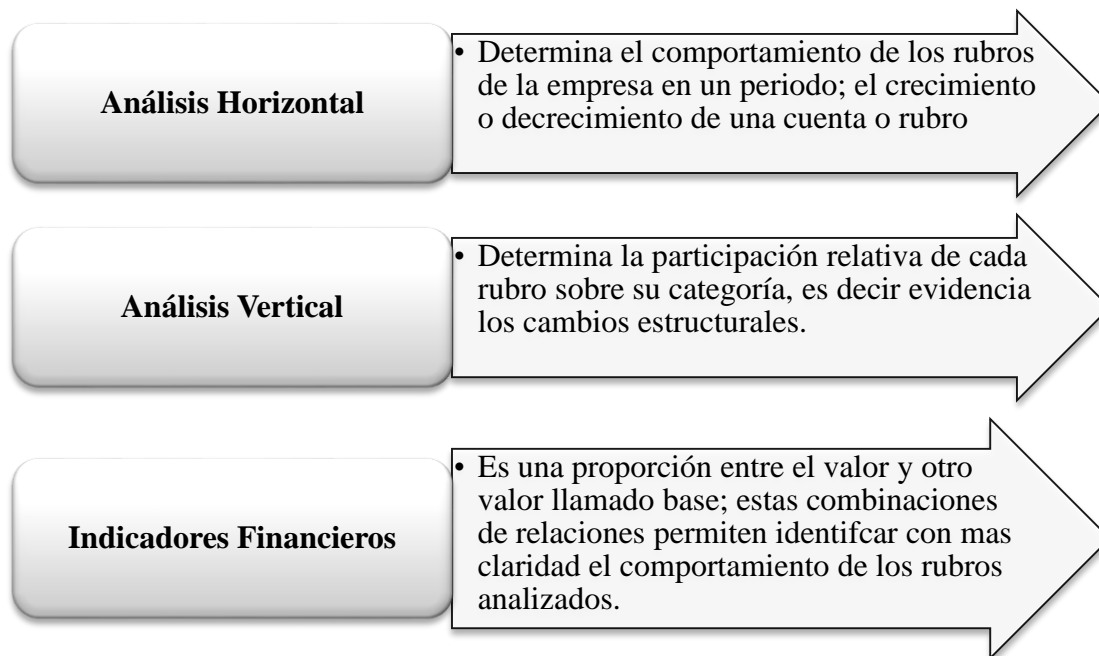 Análisis Horizontal
• Determina el comportamiento de los rubros
de la empresa en un periodo; el crecimiento
o decrecimiento de una cuenta o rubro
Análisis Vertical
• Determina la participación relativa de cada
rubro sobre su categoría, es decir evidencia
los cambios estructurales.
Indicadores Financieros
• Es una proporción entre el valor y otro
valor llamado base; estas combinaciones
de relaciones permiten identifcar con mas
claridad el comportamiento de los rubros
analizados.